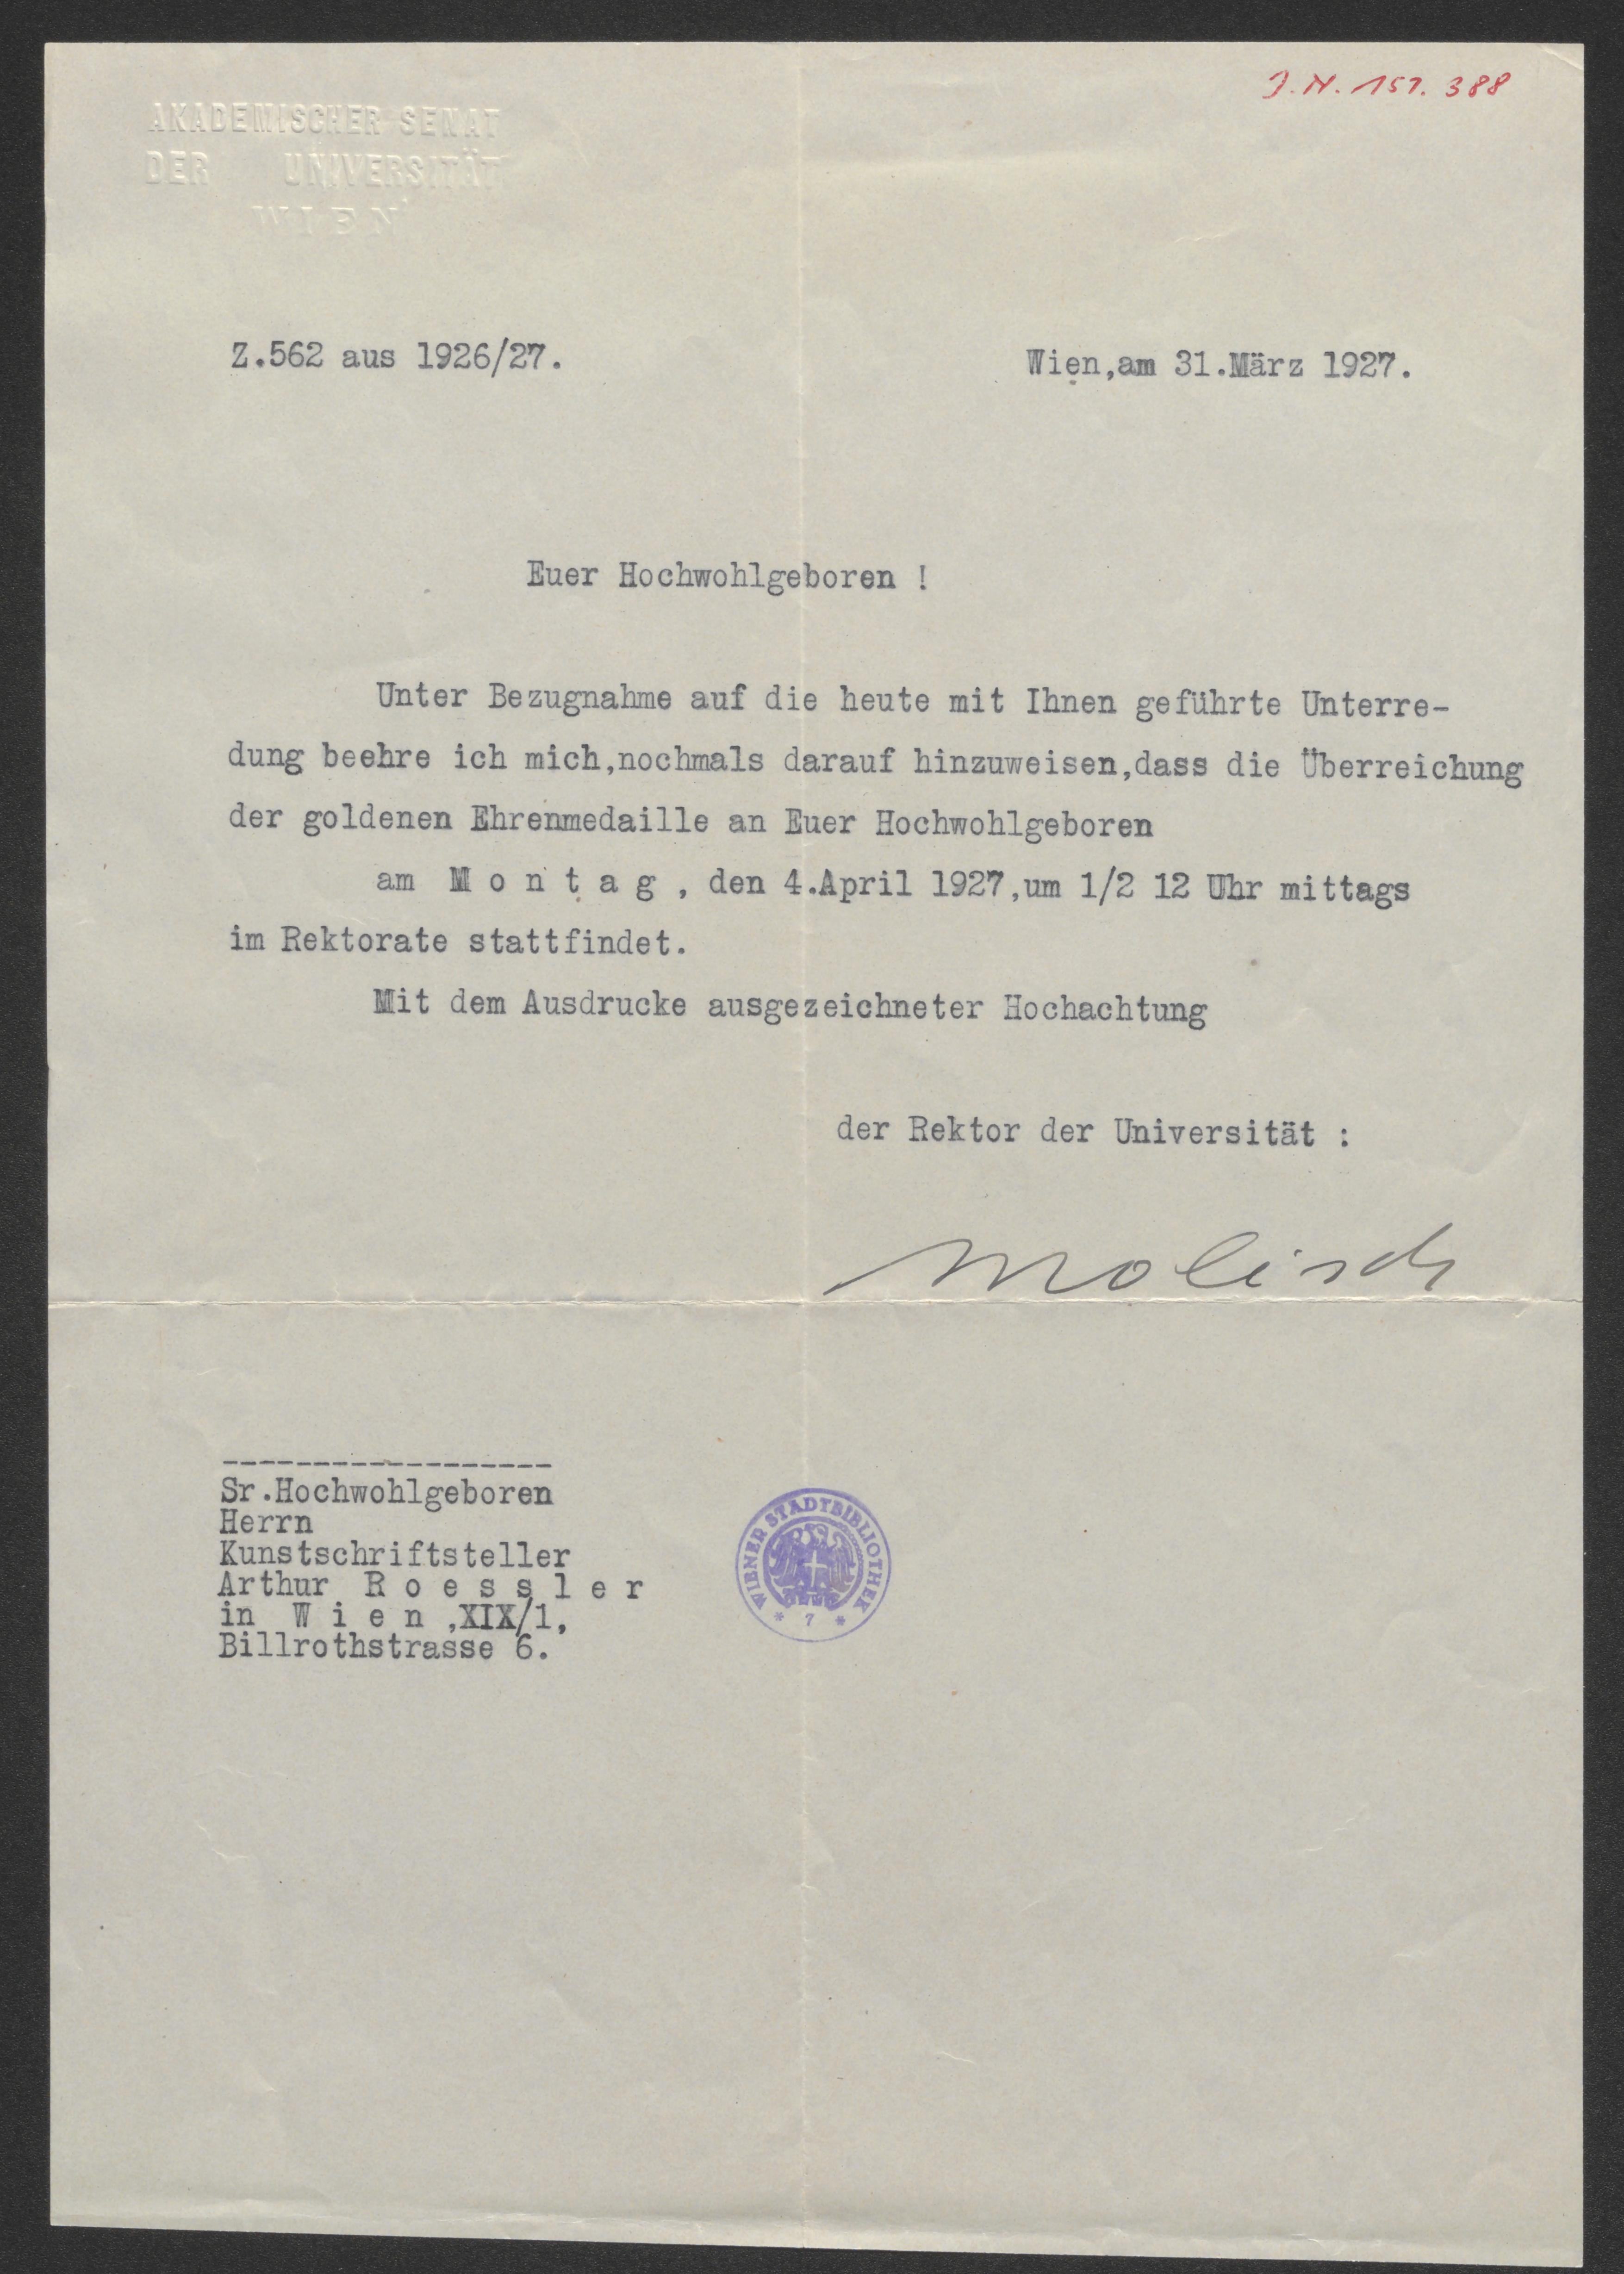 J.N. 157.388
AKADEMISCHER SENAT
DER UNIVERSITÄT
WIEN
Z.562 aus 1926/27.
Wien,am 31.März 1927.
Euer Hochwohlgeboren !
Unter Bezugnahme auf die heute mit Ihnen geführte Unterre-
dung beehre ich mich,nochmals darauf hinzuweisen,dass die Überreichung
der goldenen Ehrenmedaille an Euer Hochwohlgeboren
am M o n t a g , den 4.April 1927,um 1/2 12 Uhr mittags
im Rektorate stattfindet.
Mit dem Ausdrucke ausgezeichneter Hochachtung
der Rektor der Universität :
Molisch
------------------
Sr.Hochwohlgeboren
Herrn
Kunstschriftsteller
Arthur R o e s s l e r
in W i e n ,XIX/1,
Billrothstrasse 6.
WIENER STADTBIBLIOTHEK
* 7 *